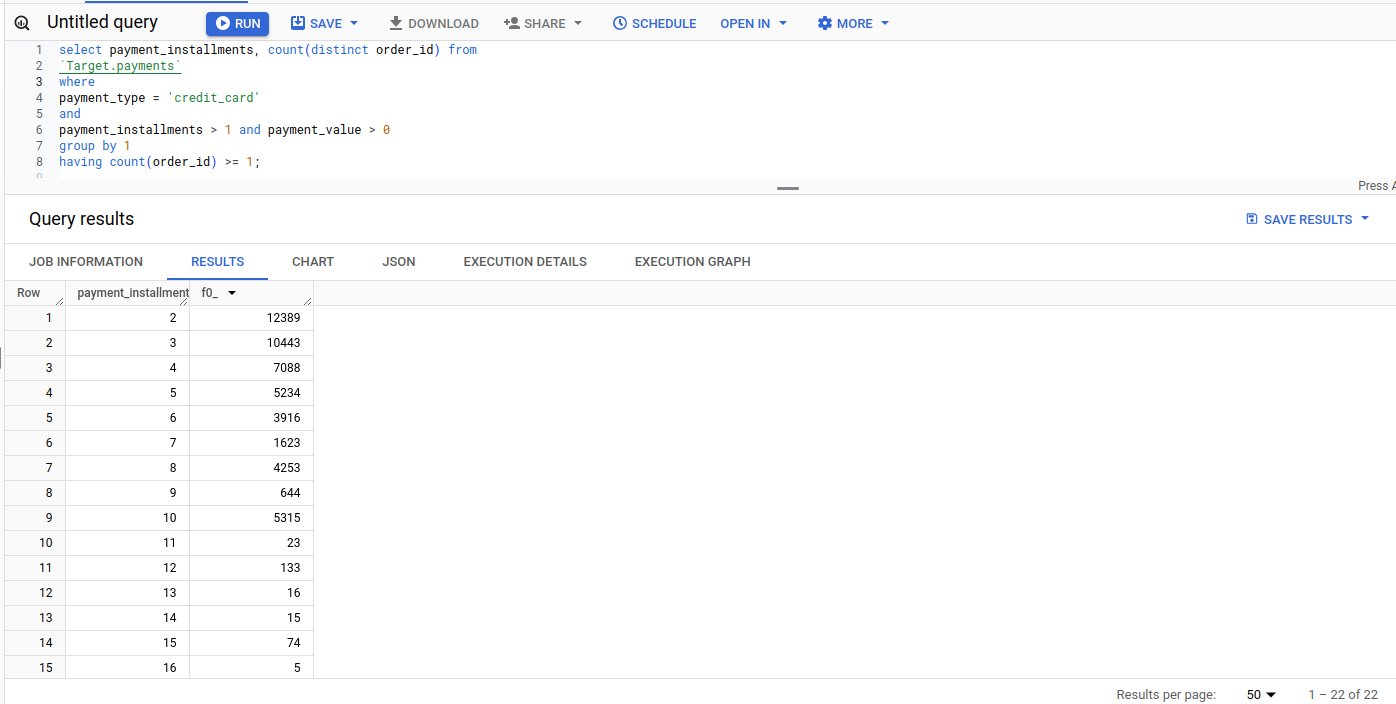 Untitled query RUN SAVE DOWNLOAD SHARE SCHEDULE OPEN IN MORE
1 select payment_installments, count(distinct order_id) from
2 `Target.payments`
3 where
4 payment_type = 'credit_card'
5 and
6 payment_installments > 1 and payment_value > 0
7 group by 1
8 having count(order_id) >= 1;
9
Press A
Query results SAVE RESULTS
JOB INFORMATION RESULTS CHART JSON EXECUTION DETAILS EXECUTION GRAPH
Row payment_installment f0_
1 2 12389
2 3 10443
3 4 7088
4 5 5234
5 6 3916
6 7 1623
7 8 4253
8 9 644
9 10 5315
10 11 23
11 12 133
12 13 16
13 14 15
14 15 74
15 16 5
Results per page: 50 1 – 22 of 22